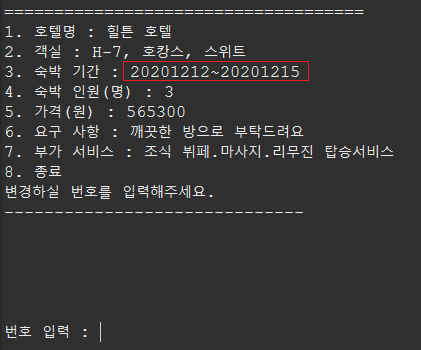 ====================================
1. 호텔명 : 힐튼 호텔
2. 객실 : H-7, 호캉스, 스위트
3. 숙박 기간 : 20201212~20201215
4. 숙박 인원(명) : 3
5. 가격(원) : 565300
6. 요구 사항 : 깨끗한 방으로 부탁드려요
7. 부가 서비스 : 조식 뷔페.마사지.리무진 탑승서비스
8. 종료
변경하실 번호를 입력해주세요.
------------------------------
번호 입력 :